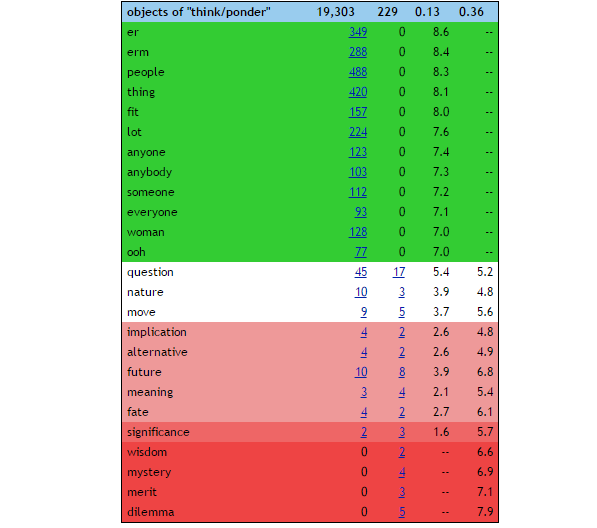 objects of "think/ponder" 19,303 229 0.13 0.36
er 349 0 8.6 --
erm 288 0 8.4 --
people 488 0 8.3 --
thing 420 0 8.1 --
fit 157 0 8.0 --
lot 224 0 7.6 --
anyone 123 0 7.4 --
anybody 103 0 7.3 --
someone 112 0 7.2 --
everyone 93 0 7.1 --
woman 128 0 7.0 --
ooh 77 0 7.0 --
question 45 17 5.4 5.2
nature 10 3 3.9 4.8
move 9 5 3.7 5.6
implication 4 2 2.6 4.8
alternative 4 2 2.6 4.9
future 10 8 3.9 6.8
meaning 3 4 2.1 5.4
fate 4 2 2.7 6.1
significance 2 3 1.6 5.7
wisdom 0 2 -- 6.6
mystery 0 4 -- 6.9
merit 0 3 -- 7.1
dilemma 0 5 -- 7.9